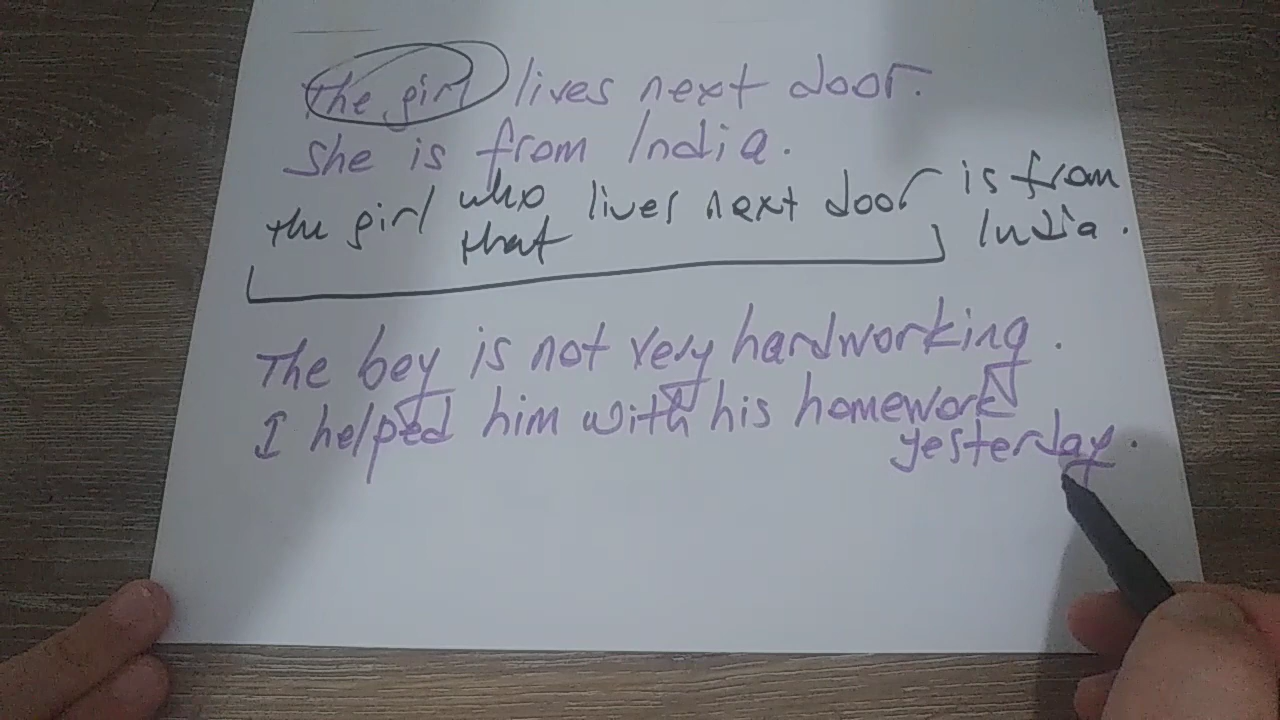 the girl lives next door.
She is from India.
the girl who lives next door is from
that India.
The boy is not very hardworking.
I helped him with his homework
yesterday.